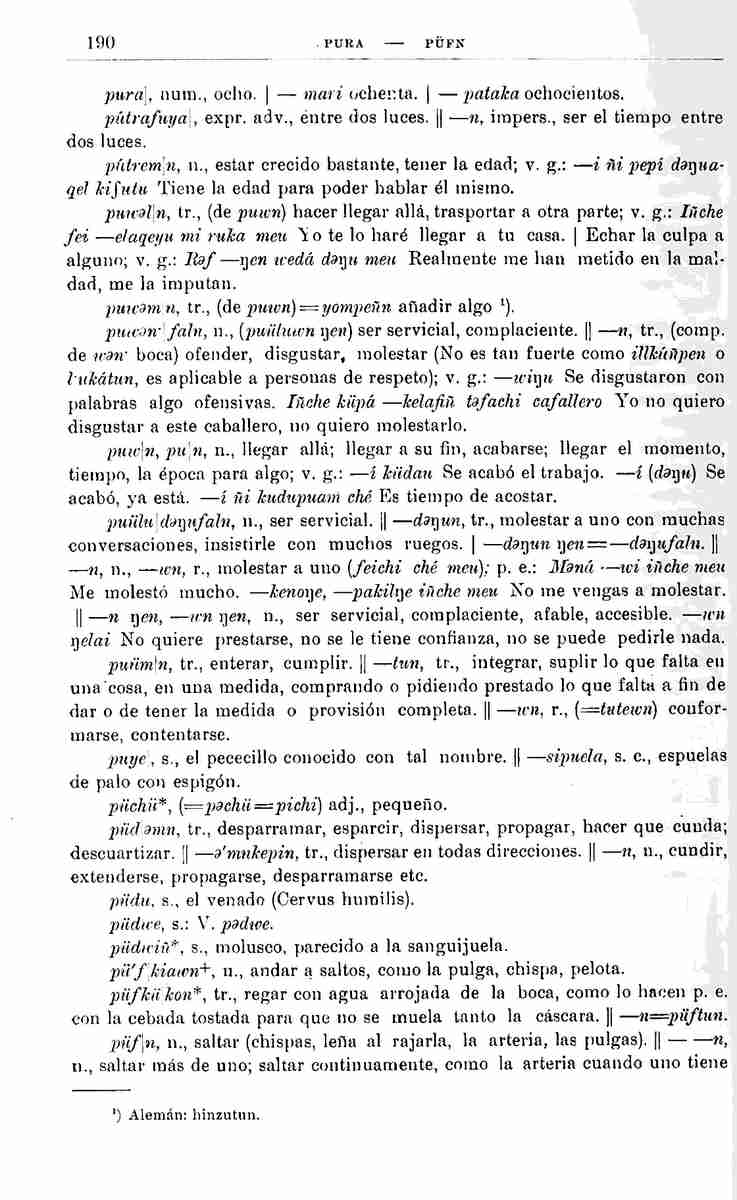 190 PURA — PÜFN
pura|, num., ocho. | — mari ochenta. | — pataka ochocientos.
pútrafuya|, expr. adv., entre dos luces. || —n, impers., ser el tiempo entre
dos luces.
pütrem|n, n., estar crecido bastante, tener la edad; v. g.: —i ñi pepí dəŋua-
qel kiʃutu Tiene la edad para poder hablar él mismo.
puwəl|n, tr., (de puwn) hacer llegar allá, trasportar a otra parte; v. g.: Iñche
fei —elaqeyu mi ruka meu Yo te lo haré llegar a tu casa. | Echar la culpa a
alguno; v. g.: Rəf —ŋen wedá dəŋu meu Realmente me han metido en la mal-
dad, me la imputan.
puwəm n, tr., (de puwn)=yompeñn añadir algo ¹).
puwən·|faln, n., (puüluwn ŋen) ser servicial, complaciente. || —n, tr., (comp.
de wən· boca) ofender, disgustar, molestar (No es tan fuerte como illkúñpen o
l·ukátun, es aplicable a personas de respeto); v. g.: —wiŋu Se disgustaron con
palabras algo ofensivas. Iñche küpá —kelafiñ təfachi cafallero Yo no quiero
disgustar a este caballero, no quiero molestarlo.
puw|n, pu|n, n., llegar allá; llegar a su fin, acabarse; llegar el momento,
tiempo, la época para algo; v. g.: —í küdau Se acabó el trabajo. —í (dəŋu) Se
acabó, ya está. —í ñi kudupuam ché Es tiempo de acostar.
puülu|dəŋufaln, n., ser servicial. || —dəŋun, tr., molestar a uno con muchas
conversaciones, insistirle con muchos ruegos. | —dəŋun ŋen=—dəŋufaln. ||
—n, n., —wn, r., molestar a uno (feichi ché meu); p. e.: Məná —wi iñche meu
Me molestó mucho. —kenoŋe, —pakilŋe iñche meu No me vengas a molestar.
|| —n ŋen, —wn ŋen, n., ser servicial, complaciente, afable, accesible. —wn
ŋelai No quiere prestarse, no se le tiene confianza, no se puede pedirle nada.
puüm|n, tr., enterar, cumplir. || —tun, tr., integrar, suplir lo que falta en
una cosa, en una medida, comprando o pidiendo prestado lo que falta a fin de
dar o de tener la medida o provisión completa. || —wn, r., (=tutewn) confor-
marse, contentarse.
puye|, s., el pececillo conocido con tal nombre. || —sipuela, s. c., espuelas
de palo con espigón.
püchü*, (=pəchü=pichi) adj., pequeño.
püd əmn, tr., desparramar, esparcir, dispersar, propagar, hacer que cunda;
descuartizar. || —ə'mnkepin, tr., dispersar en todas direcciones. || —n, n., cundir,
extenderse, propagarse, desparramarse etc.
püdu, s., el venado (Cervus humilis).
püdwe, s.: V. pədwe.
püdwiñ*, s., molusco, parecido a la sanguijuela.
pü'f|kiawn+, n., andar a saltos, como la pulga, chispa, pelota.
püfkü kon*, tr., regar con agua arrojada de la boca, como lo hacen p. e.
con la cebada tostada para que no se muela tanto la cáscara. || —n=püftun.
püf|n, n., saltar (chispas, leña al rajarla, la arteria, las pulgas). || — —n,
n., saltar más de uno; saltar continuamente, como la arteria cuando uno tiene
¹) Alemán: hinzutun.